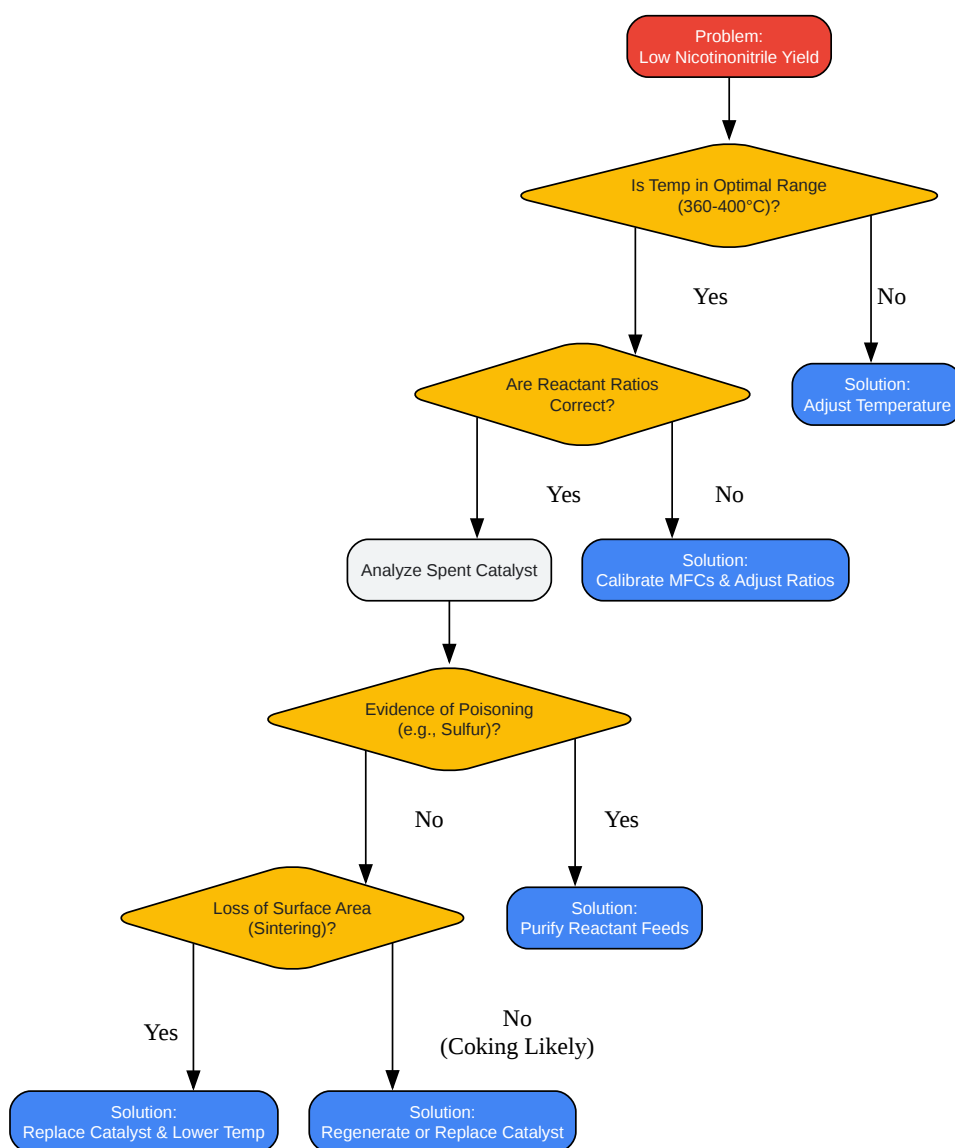 Problem:
Low Nicotinonitrile Yield
Is Temp in Optimal Range
(360-400°C)?
Yes
No
Are Reactant Ratios
Correct?
Solution:
Adjust Temperature
Yes
No
Analyze Spent Catalyst
Solution:
Calibrate MFCs & Adjust Ratios
Evidence of Poisoning
(e.g., Sulfur)?
No
Yes
Loss of Surface Area
(Sintering)?
Solution:
Purify Reactant Feeds
Yes
No
(Coking Likely)
Solution:
Replace Catalyst & Lower Temp
Solution:
Regenerate or Replace Catalyst